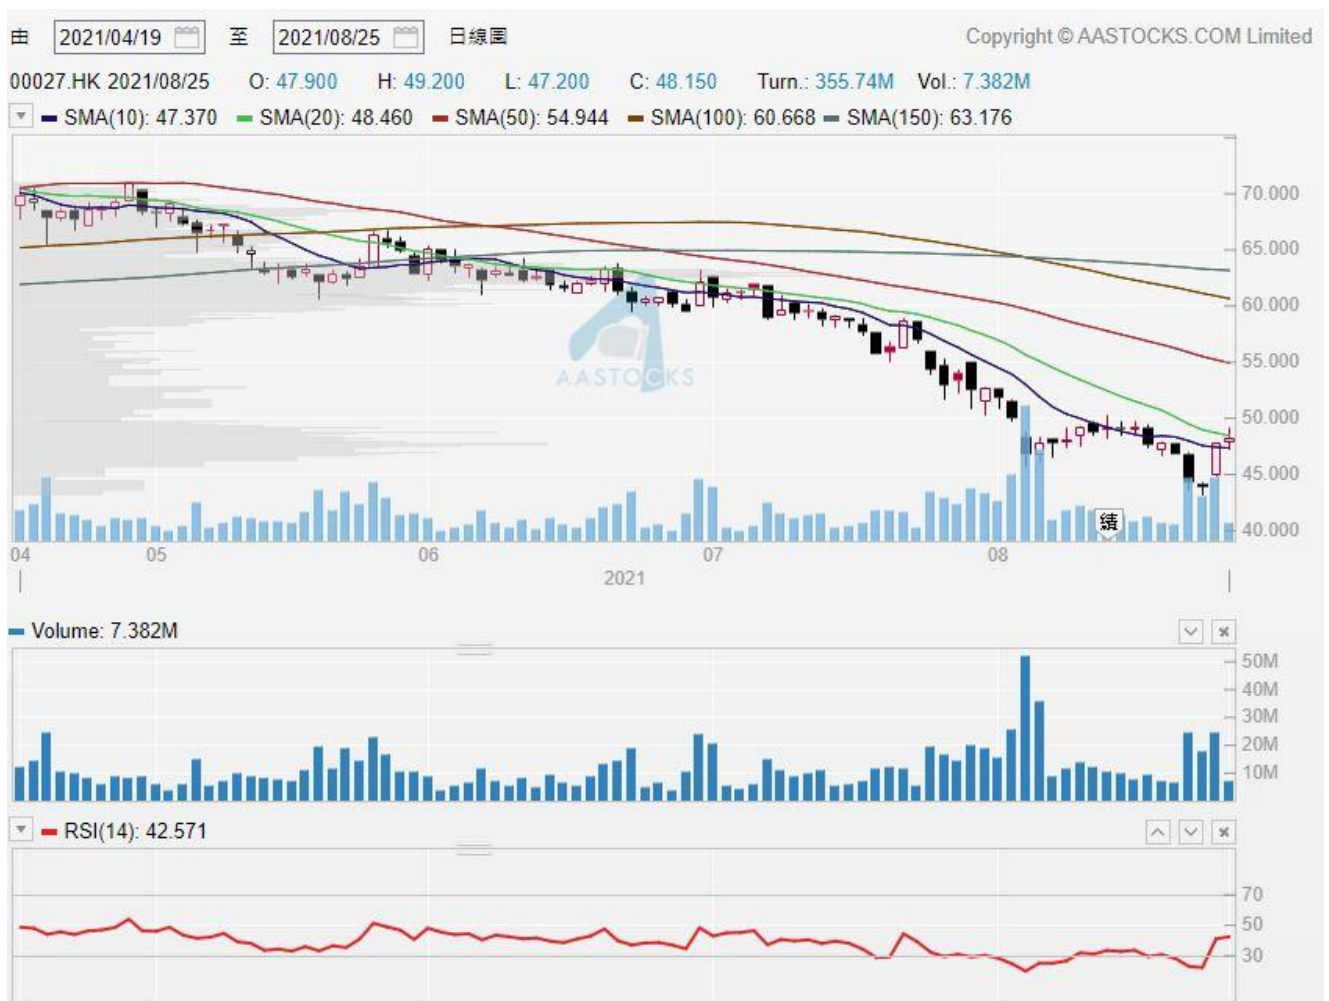 由 2021/04/19 至 2021/08/25 日線圖
Copyright © AASTOCKS.COM Limited
00027.HK 2021/08/25 O: 47.900 H: 49.200 L: 47.200 C: 48.150 Turn.: 355.74M Vol.: 7.382M
SMA(10): 47.370 SMA(20): 48.460 SMA(50): 54.944 SMA(100): 60.668 SMA(150): 63.176
70.000
65.000
60.000
55.000
50.000
45.000
40.000
AASTOCKS
績
04 05 06 07 08
2021
Volume: 7.382M
50M
40M
30M
20M
10M
RSI(14): 42.571
70
50
30